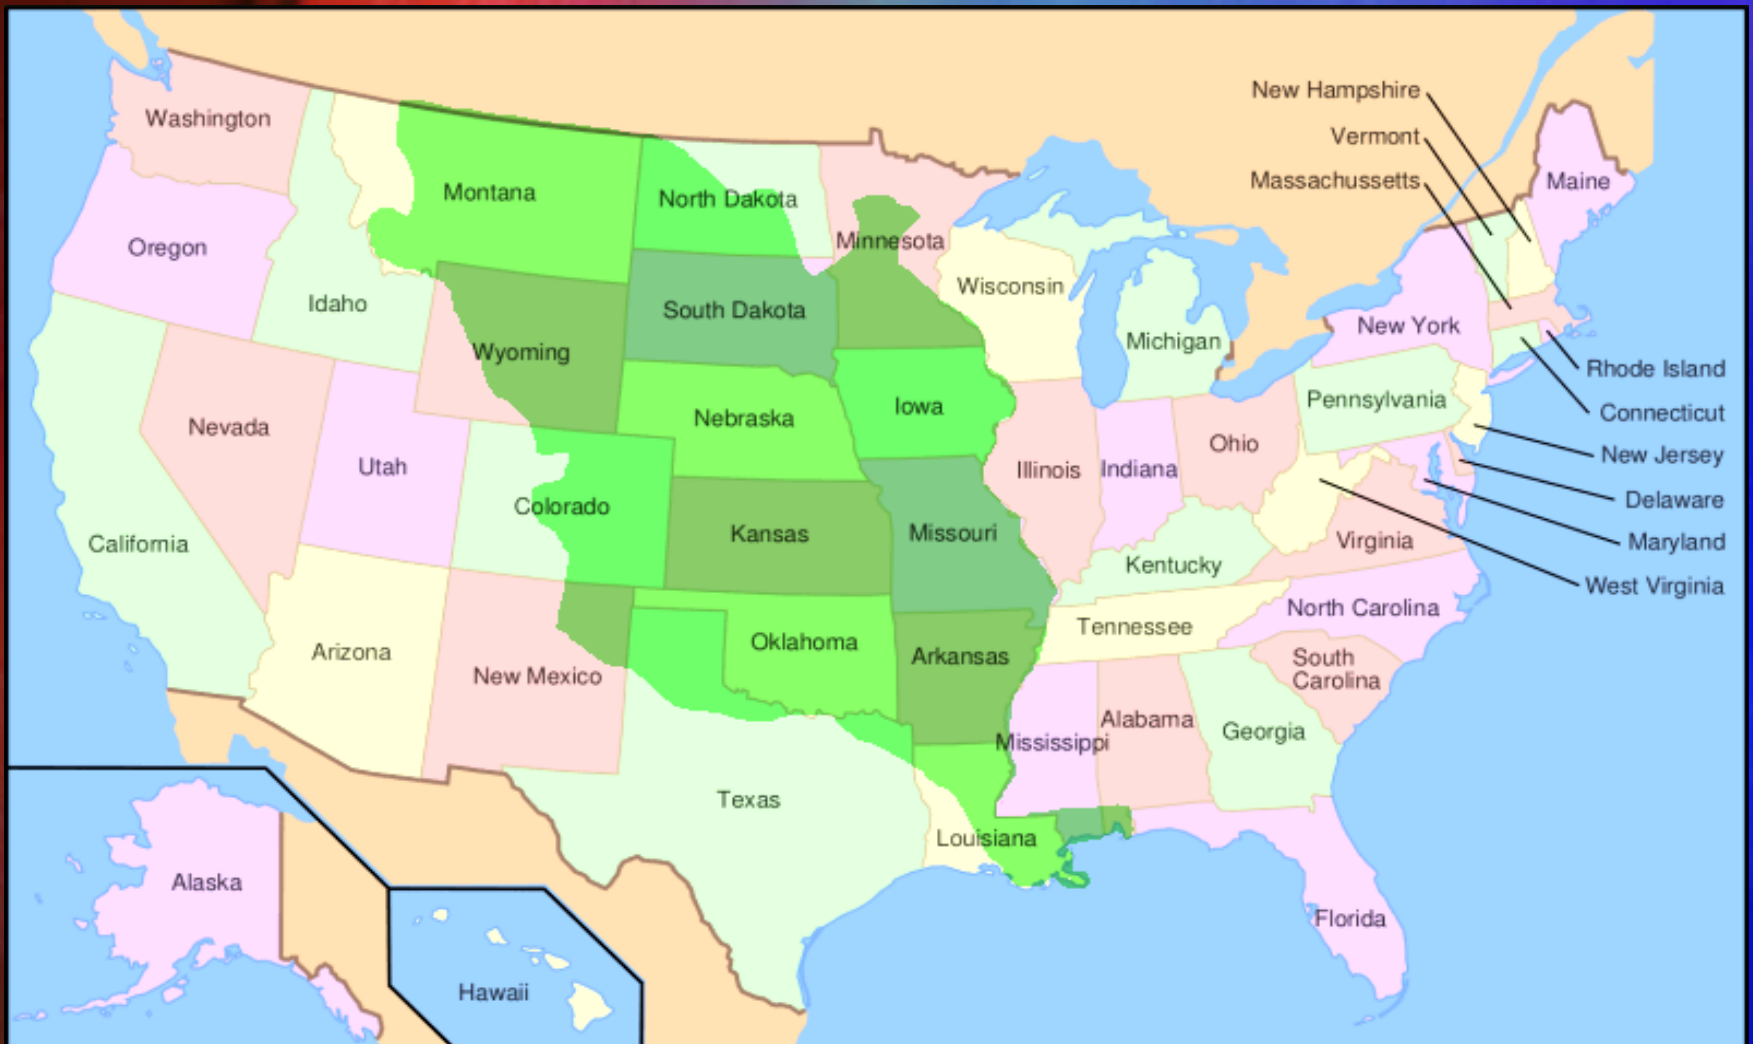 New Hampshire
Washington
Vermont
Massachussetts
Maine
Montana
North Dakota
Minnesota
Oregon
Wisconsin
Idaho
South Dakota
New York
Michigan
Wyoming
Rhode Island
Nebraska
Iowa
Pennsylvania
Connecticut
Nevada
Ohio
New Jersey
Utah
Illinois
Indiana
Delaware
Colorado
Kansas
Missouri
California
Virginia
Maryland
Kentucky
West Virginia
North Carolina
Tennessee
Oklahoma
Arizona
Arkansas
South
Carolina
New Mexico
Alabama
Georgia
Mississippi
Texas
Louisiana
Alaska
Florida
Hawaii